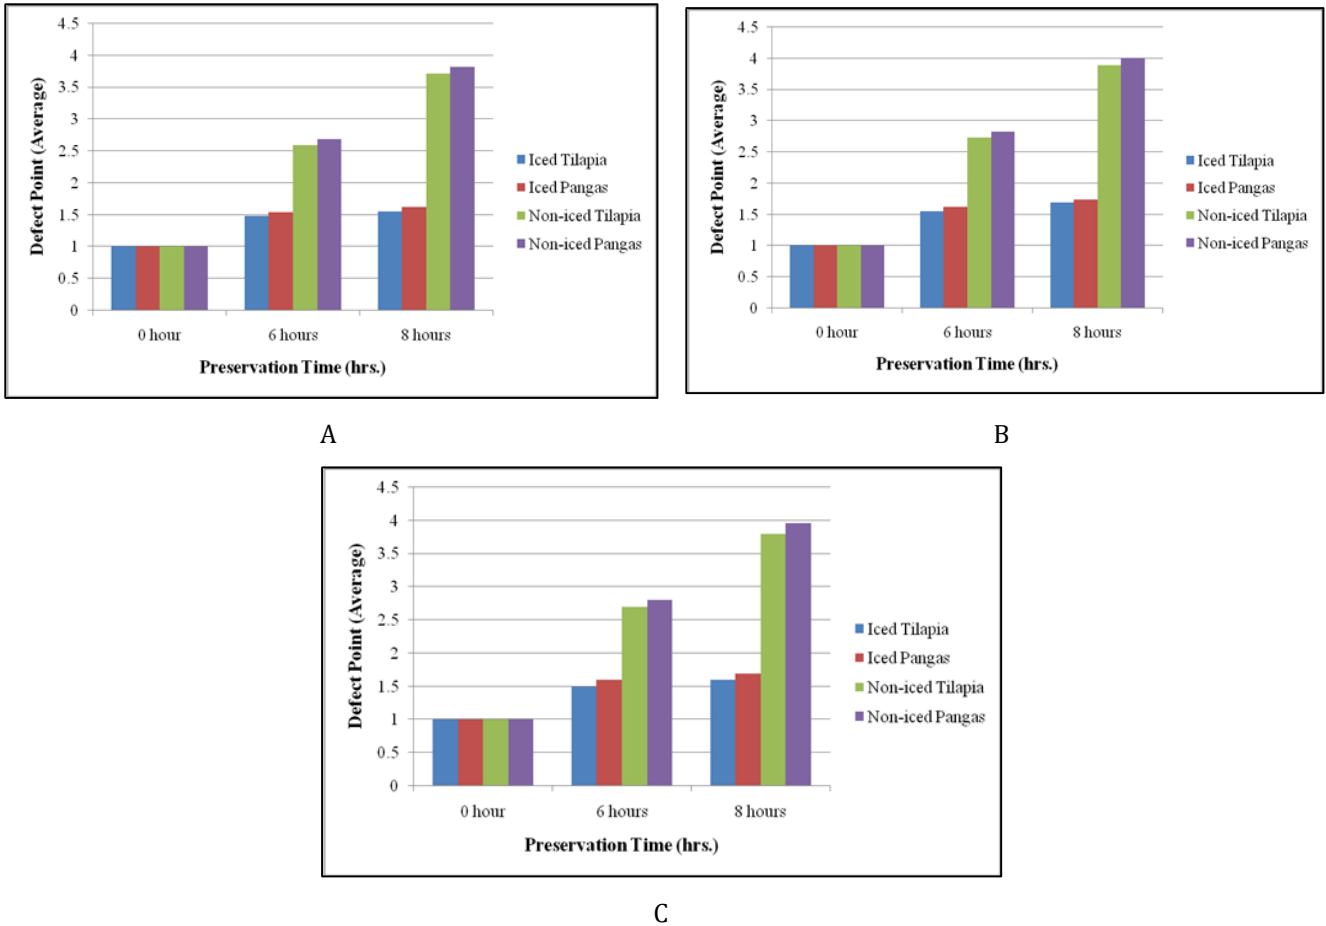 4.5
4
3.5
3
2.5
2
1.5
1
0.5
0
Defect Point (Average)
0 hour 6 hours 8 hours
Preservation Time (hrs.)
Iced Tilapia
Iced Pangas
Non-iced Tilapia
Non-iced Pangas
A
4.5
4
3.5
3
2.5
2
1.5
1
0.5
0
Defect Point (Average)
0 hour 6 hours 8 hours
Preservation Time (hrs.)
Iced Tilapia
Iced Pangas
Non-iced Tilapia
Non-iced Pangas
B
4.5
4
3.5
3
2.5
2
1.5
1
0.5
0
Defect Point (Average)
0 hour 6 hours 8 hours
Preservation Time (hrs.)
Iced Tilapia
Iced Pangas
Non-iced Tilapia
Non-iced Pangas
C